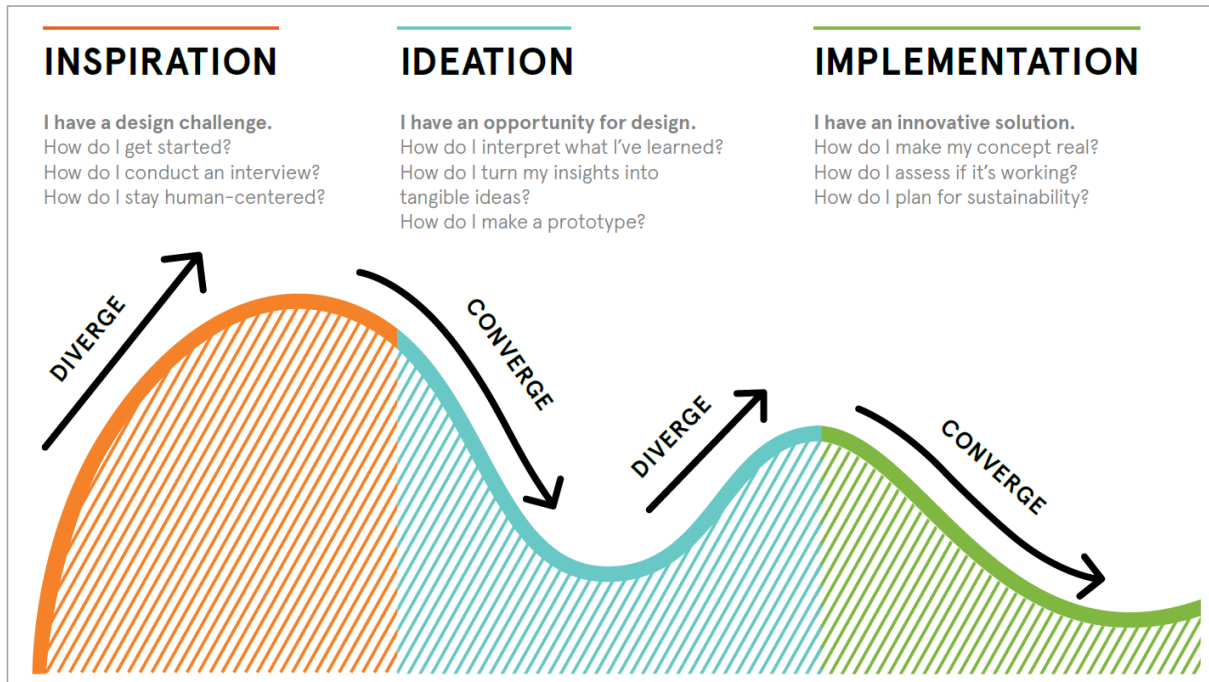 INSPIRATION
I have a design challenge.
How do I get started?
How do I conduct an interview?
How do I stay human-centered?
IDEATION
I have an opportunity for design.
How do I interpret what I've learned?
How do I turn my insights into
tangible ideas?
How do I make a prototype?
IMPLEMENTATION
I have an innovative solution.
How do I make my concept real?
How do I assess if it's working?
How do I plan for sustainability?
DIVERGE
CONVERGE
DIVERGE
CONVERGE